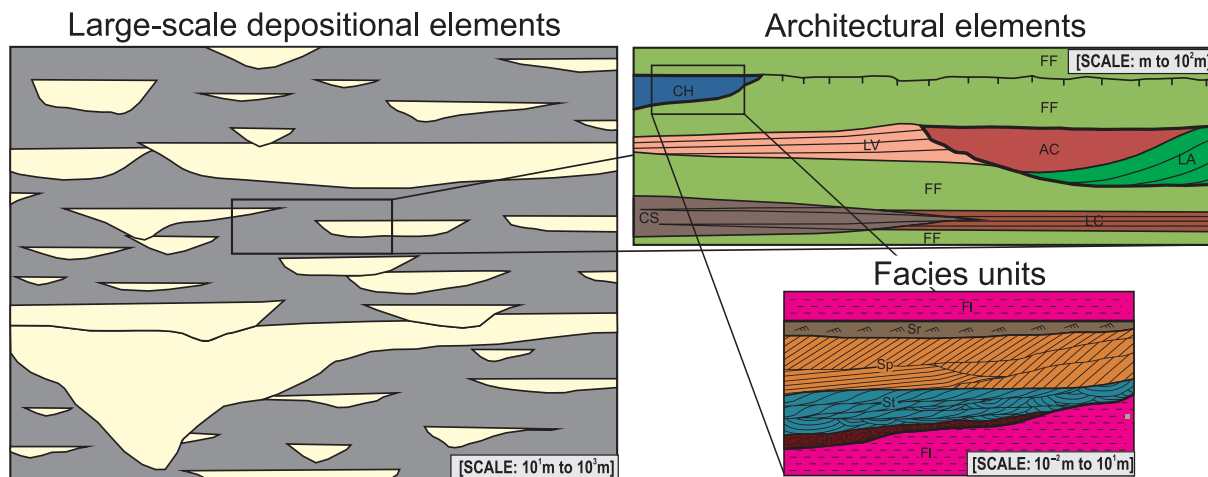 Large-scale depositional elements
[SCALE: 10¹m to 10³m]
Architectural elements
FF
[SCALE: m to 10²m]
CH
FF
LV
AC
LA
FF
CS
LC
FF
Facies units
Fl
Sr
Sp
St
Fl
[SCALE: 10⁻²m to 10¹m]